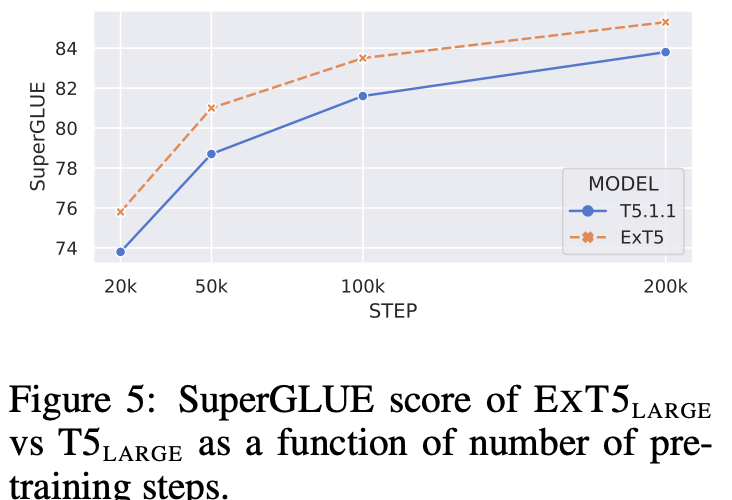 84
82
80
78
76
74
SuperGLUE
MODEL
T5.1.1
ExT5
20k 50k 100k 200k
STEP
Figure 5: SuperGLUE score of EXT5LARGE
vs T5LARGE as a function of number of pre-
training steps.